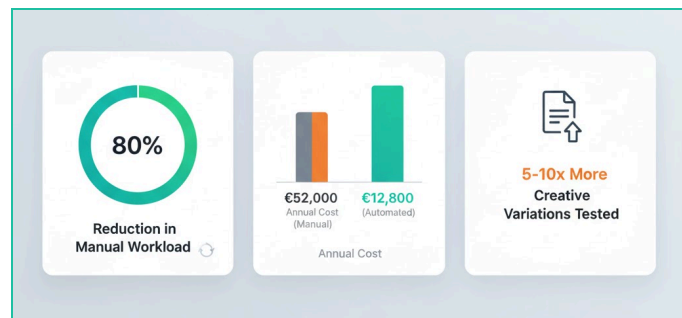 80%
Reduction in
Manual Workload
€52,000
Annual Cost
(Manual)
€12,800
(Automated)
Annual Cost
5-10x More
Creative
Variations Tested